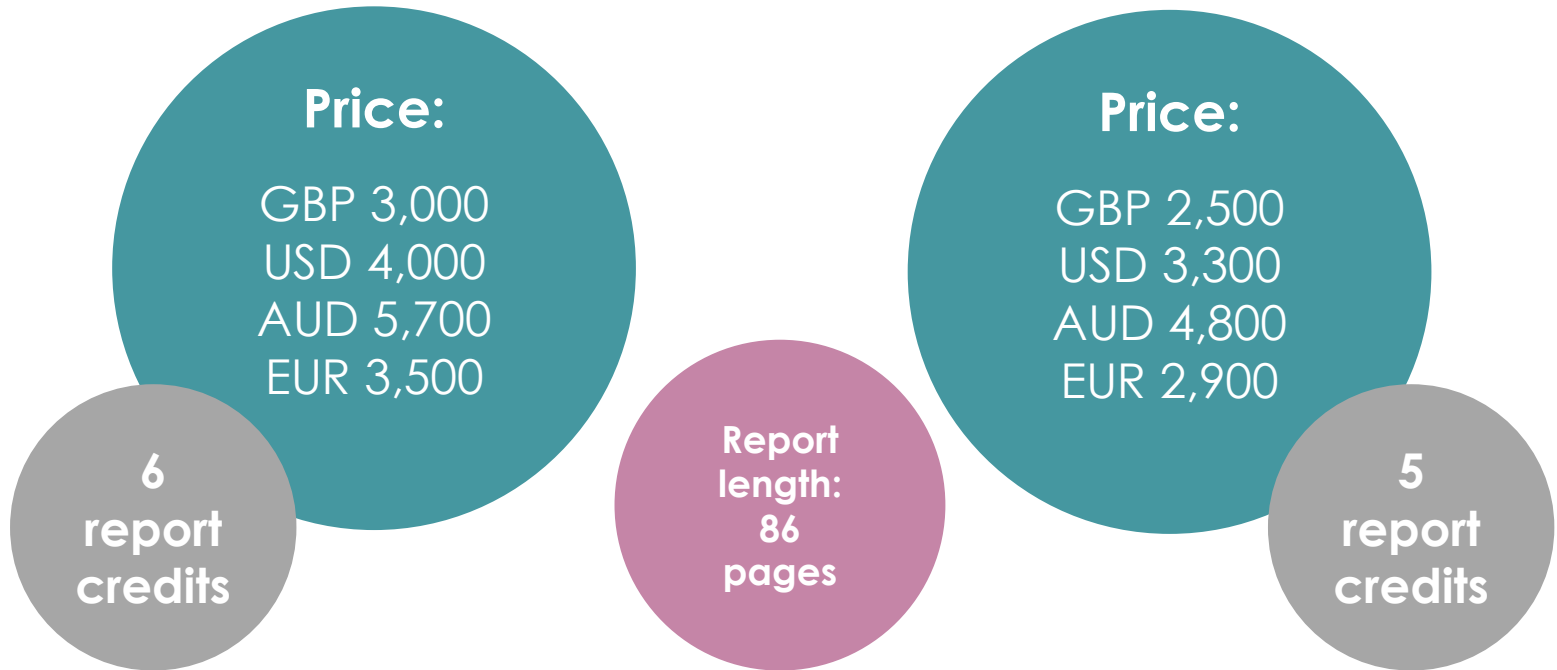 Price:
GBP 3,000
USD 4,000
AUD 5,700
EUR 3,500
6
report
credits
Report
length:
86
pages
Price:
GBP 2,500
USD 3,300
AUD 4,800
EUR 2,900
5
report
credits